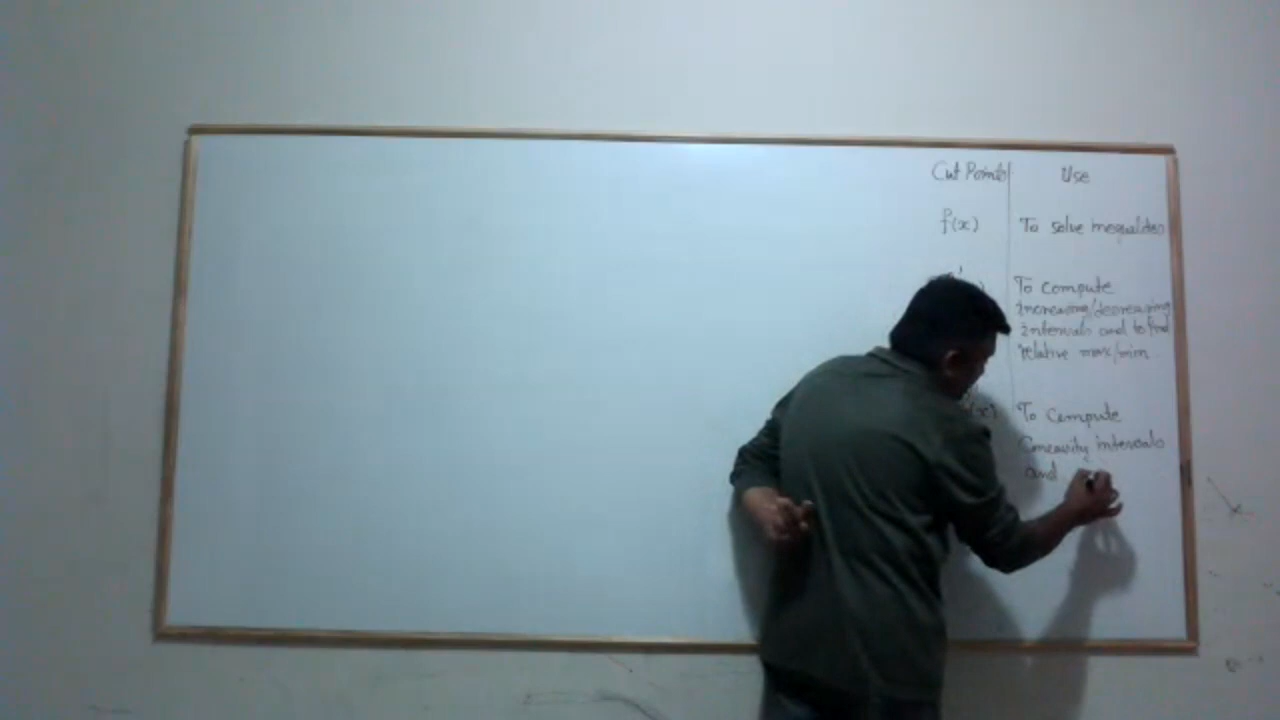 Cut Points Use
f(x) To solve inequalities
To compute
increasing/decreasing
intervals and to find
relative max/min.
(x) To Compute
Concavity intervals
and